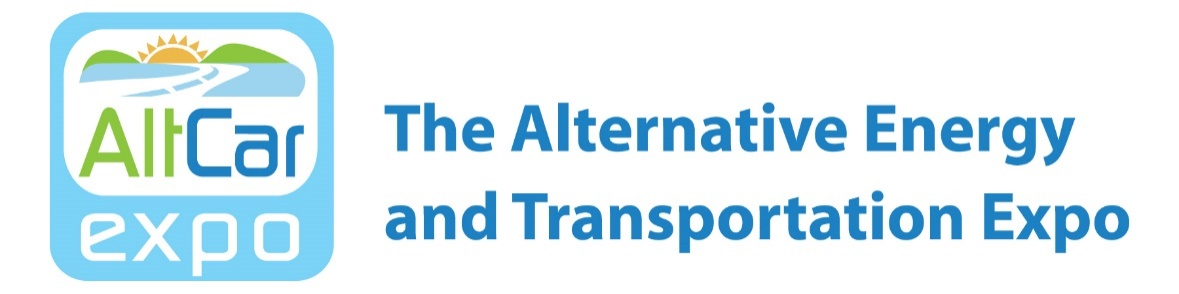 AltCar
expo
The Alternative Energy
and Transportation Expo